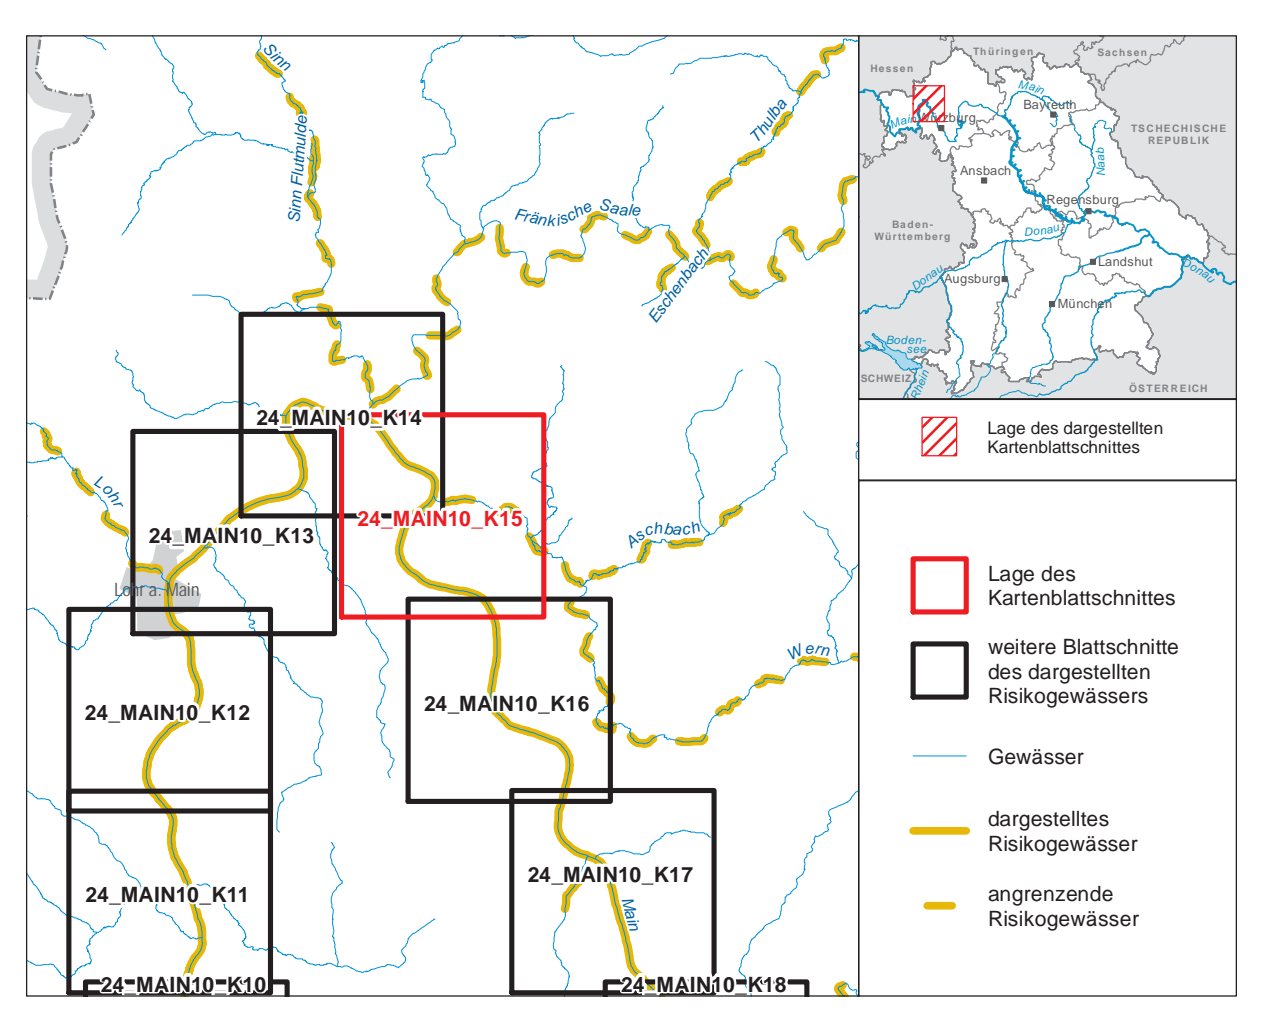 Sinn
Sinn Flutmulde
Thulba
Fränkische Saale
Eschenbach
24_MAIN10_K14
Lohr
24_MAIN10_K15
24_MAIN10_K13
Aschbach
Lohr a. Main
Wern
24_MAIN10_K16
24_MAIN10_K12
24_MAIN10_K17
24_MAIN10_K11
Main
24_MAIN10_K10
24_MAIN10_K18
Thüringen
Sachsen
Hessen
Main
Bayreuth
Main
Würzburg
TSCHECHISCHE
REPUBLIK
Naab
Ansbach
Regensburg
Baden-
Württemberg
Donau
Landshut
Donau
Donau
Augsburg
München
Boden-
see
SCHWEIZ
Rhein
ÖSTERREICH
Lage des dargestellten
Kartenblattschnittes
Lage des
Kartenblattschnittes
weitere Blattschnitte
des dargestellten
Risikogewässers
Gewässer
dargestelltes
Risikogewässer
angrenzende
Risikogewässer